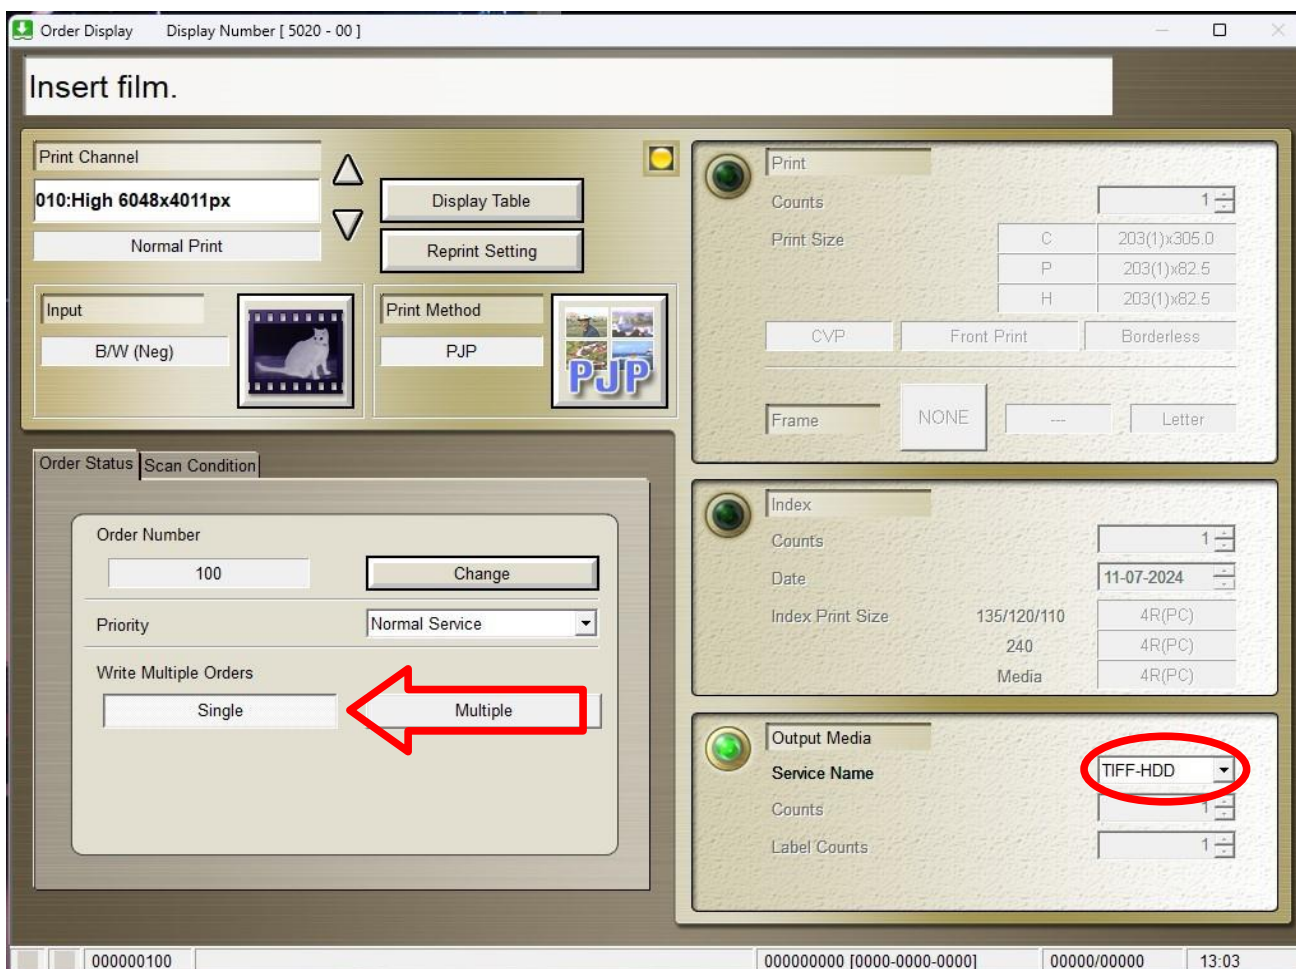 Order Display Display Number [ 5020 - 00 ]
Insert film.
Print Channel
010:High 6048x4011px
Normal Print
Display Table
Reprint Setting
Input
B/W (Neg)
Print Method
PJP
PJP
Order Status Scan Condition
Order Number
100 Change
Priority Normal Service
Write Multiple Orders
Single Multiple
Print
Counts 1
Print Size C 203(1)x305.0
P 203(1)x82.5
H 203(1)x82.5
CVP Front Print Borderless
Frame NONE --- Letter
Index
Counts 1
Date 11-07-2024
Index Print Size 135/120/110 4R(PC)
240 4R(PC)
Media 4R(PC)
Output Media
Service Name TIFF-HDD
Counts 1
Label Counts 1
000000100 000000000 [0000-0000-0000] 00000/00000 13:03